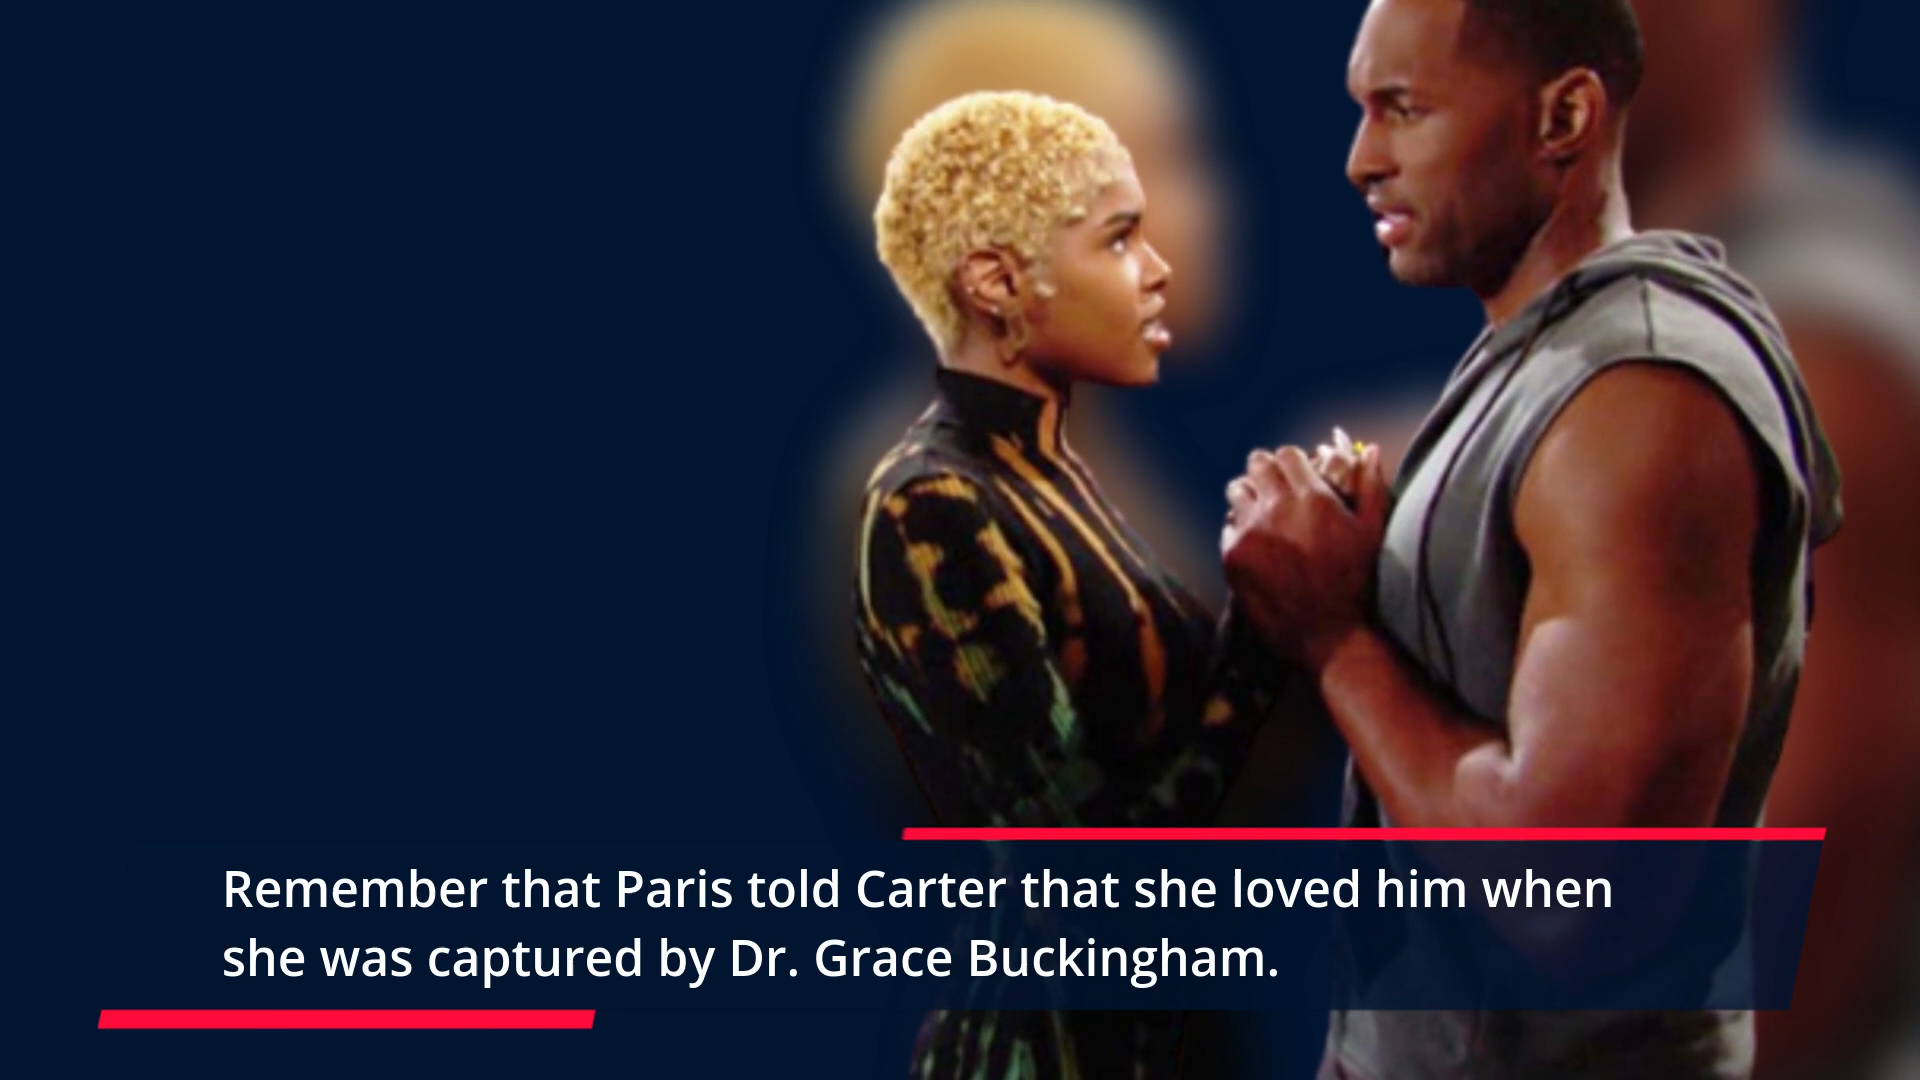 Remember that Paris told Carter that she loved him when
she was captured by Dr. Grace Buckingham.